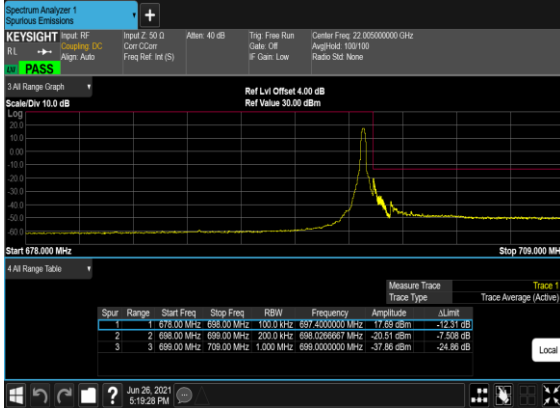 Spectrum Analyzer 1
Spurious Emissions
KEYSIGHT
RL
Input: RF
Coupling: DC
Align: Auto
Input Z: 50 Ω
Corr CCorr
Freq Ref: Int (S)
Atten: 40 dB
Trig: Free Run
Gate: Off
IF Gain: Low
Center Freq: 22.005000000 GHz
Avg|Hold: 100/100
Radio Std: None
PASS
3 All Range Graph
Scale/Div 10.0 dB
Ref Lvl Offset 4.00 dB
Ref Value 30.00 dBm
Log
20.0
10.0
0.00
-10.0
-20.0
-30.0
-40.0
-50.0
-60.0
Start 678.000 MHz
Stop 709.000 MHz
4 All Range Table
Measure Trace Trace 1
Trace Type Trace Average (Active)
Spur Range Start Freq Stop Freq RBW Frequency Amplitude ΔLimit
1 1 678.00 MHz 698.00 MHz 100.0 kHz 697.4000000 MHz 17.69 dBm -12.31 dB
2 2 698.00 MHz 699.00 MHz 200.0 kHz 698.0266667 MHz -20.51 dBm -7.508 dB
3 3 699.00 MHz 709.00 MHz 1.000 MHz 699.0000000 MHz -37.86 dBm -24.86 dB
Local
Jun 26, 2021
5:19:28 PM